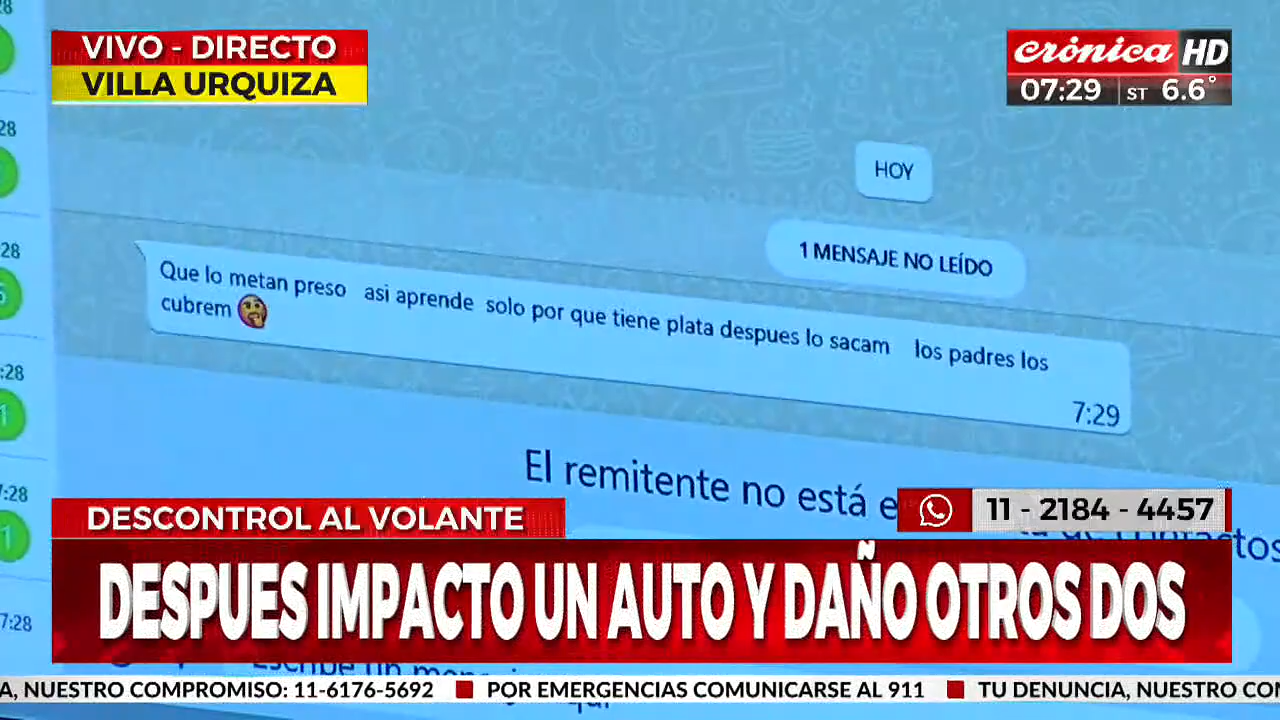 VIVO - DIRECTO
VILLA URQUIZA
crónica HD
07:29 ST 6.6°
HOY
1 MENSAJE NO LEÍDO
Que lo metan preso asi aprende solo por que tiene plata despues lo sacam los padres los
cubrem
7:29
El remitente no está
11 - 2184 - 4457
DESCONTROL AL VOLANTE
DESPUES IMPACTO UN AUTO Y DAÑO OTROS DOS
A, NUESTRO COMPROMISO: 11-6176-5692 POR EMERGENCIAS COMUNICARSE AL 911 TU DENUNCIA, NUESTRO